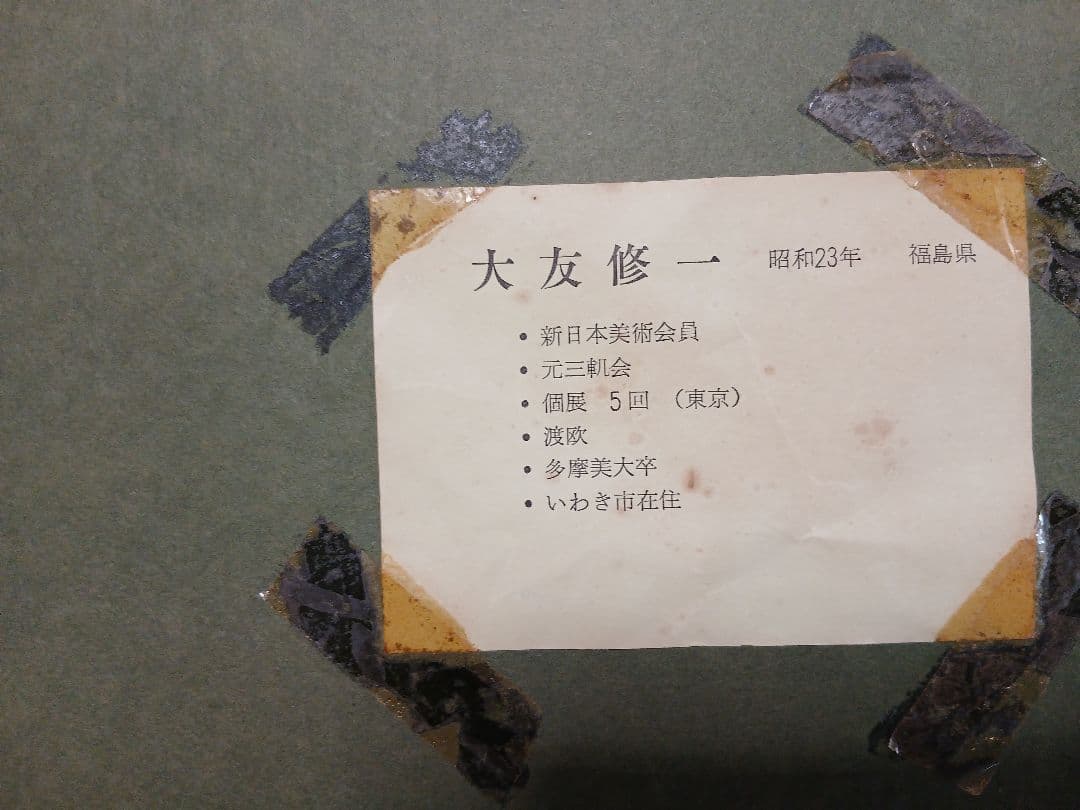 大友修一 昭和23年 福島県
・新日本美術会員
・元三軌会
・個展 5回 (東京)
・渡欧
・多摩美大卒
・いわき市在住